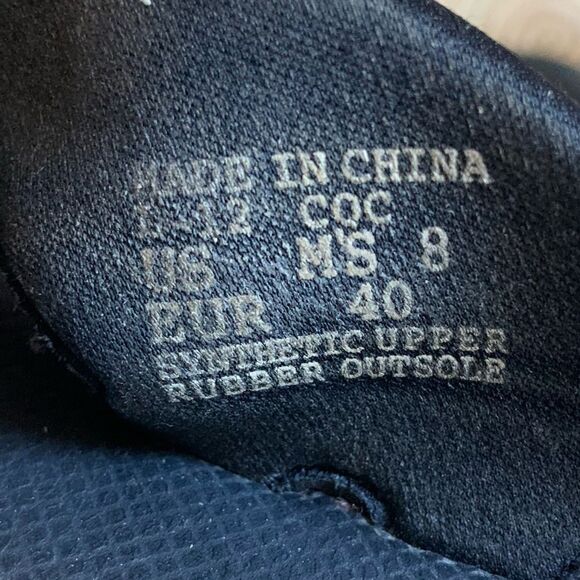 MADE IN CHINA
COC
US M'S 8
EUR 40
SYNTHETIC UPPER
RUBBER OUTSOLE